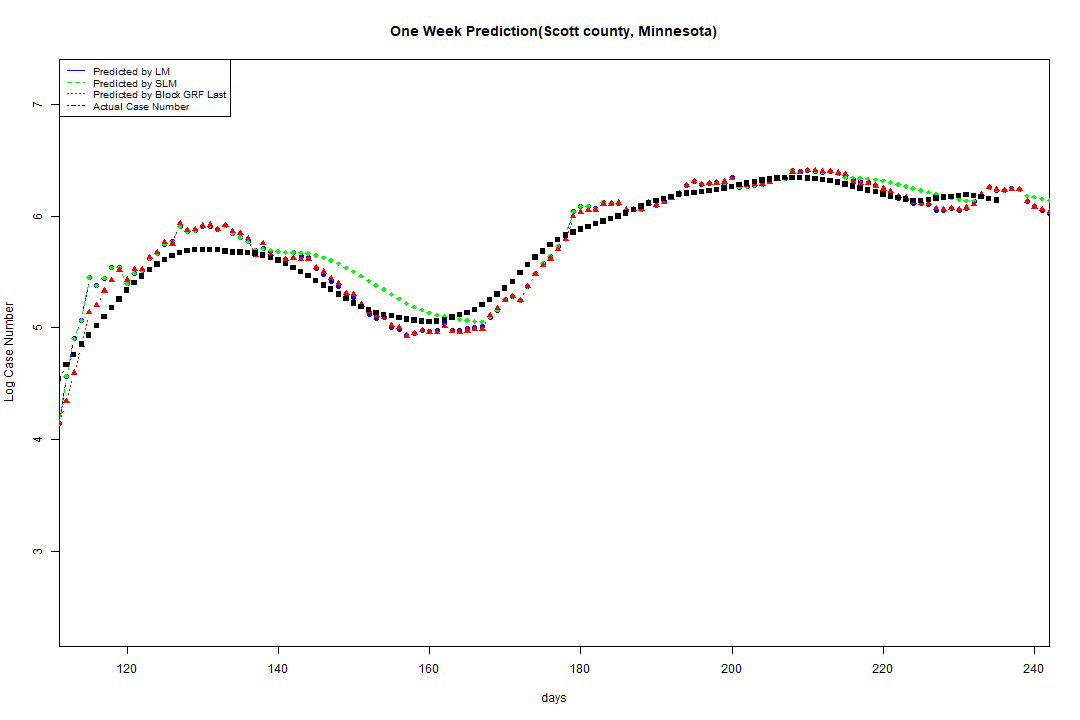 One Week Prediction(Scott county, Minnesota)
Predicted by LM
Predicted by SLM
Predicted by Block GRF Last
Actual Case Number
7
6
5
4
3
Log Case Number
120 140 160 180 200 220 240
days